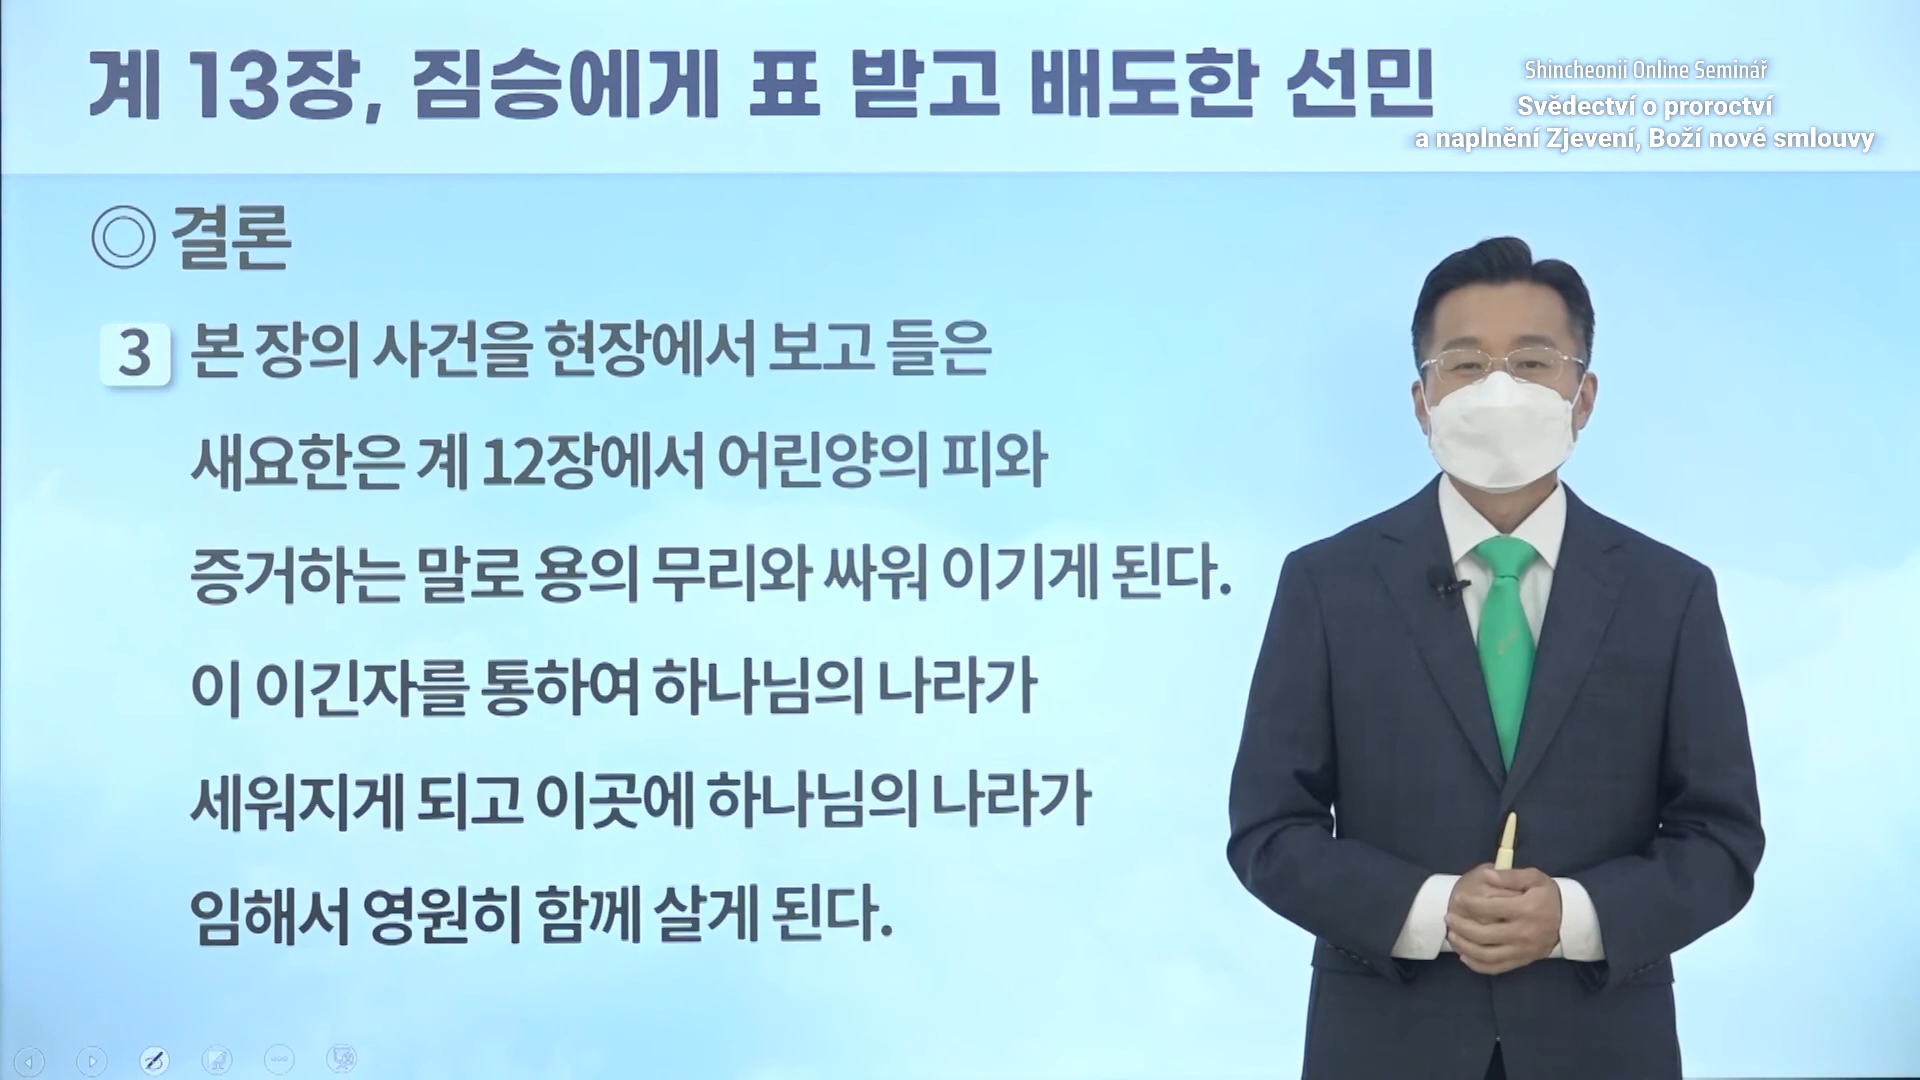 계 13장, 짐승에게 표 받고 배도한 선민
Shincheonji Online Seminář
Svědectví o proroctví
a naplnění Zjevení, Boží nové smlouvy
◎ 결론
3 본 장의 사건을 현장에서 보고 들은
새요한은 계 12장에서 어린양의 피와
증거하는 말로 용의 무리와 싸워 이기게 된다.
이 이긴자를 통하여 하나님의 나라가
세워지게 되고 이곳에 하나님의 나라가
임해서 영원히 함께 살게 된다.